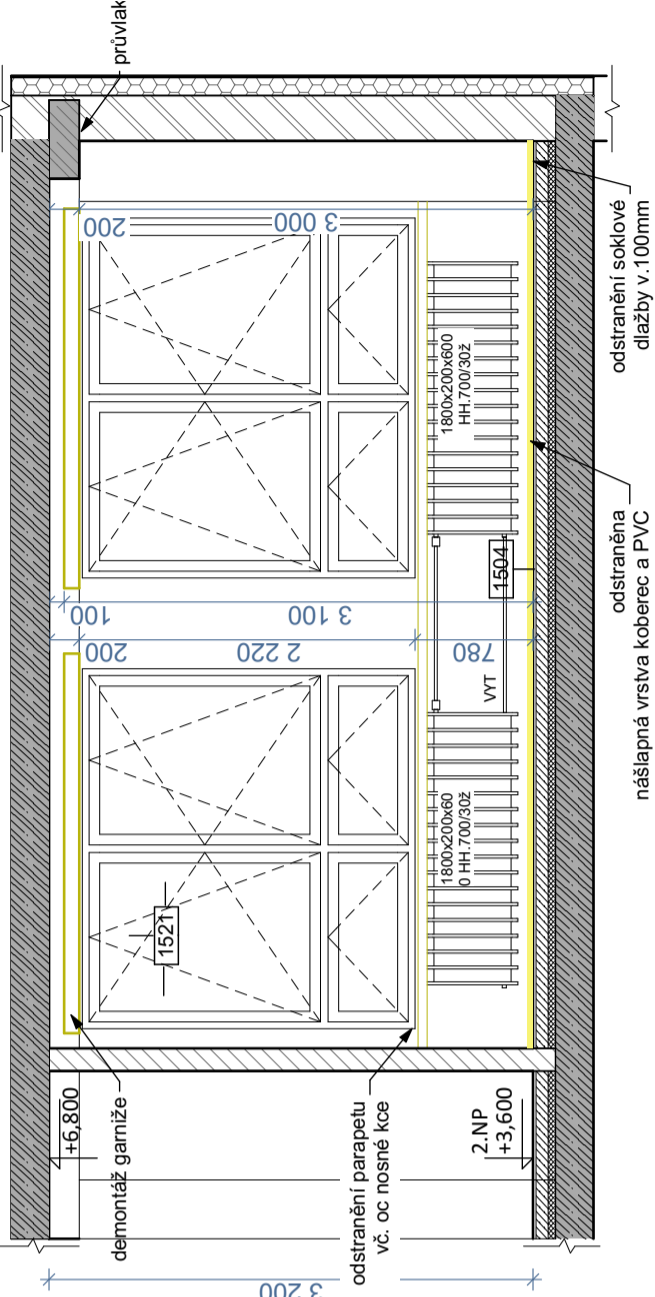 průvlak
+6,800
demontáž garniže
odstranění parapetu
vč. oc nosné kce
2.NP
+3,600
3 200
1521
200
2 220
780
100
3 100
200
3 000
1800x200x60
0 HH.700/30ž
VYT
1504
1800x200x600
HH.700/30ž
odstranění soklové
dlažby v.100mm
odstraněna
nášlapná vrstva koberec a PVC